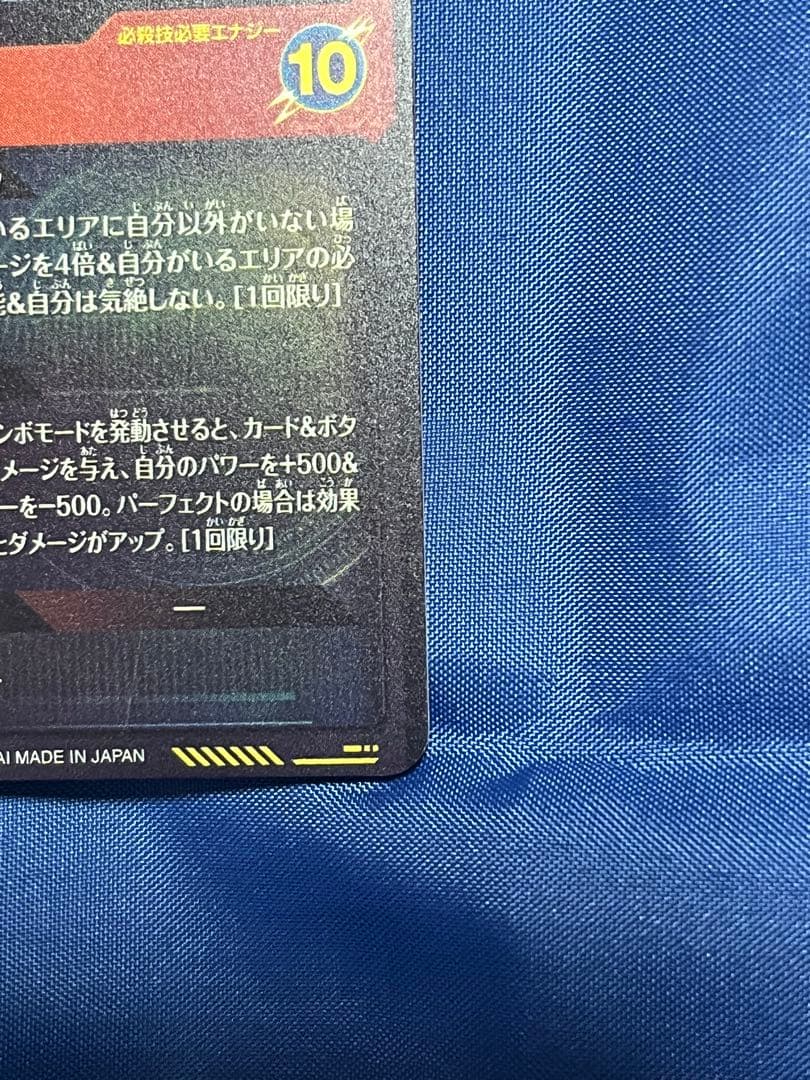 必殺技必要エナジー
10
いるエリアに自分以外がいない場
ージを4倍&自分がいるエリアの必
能&自分は気絶しない。[1回限り]
ンボモードを発動させると、カード&ボタ
メージを与え、自分のパワーを+500&
ーを-500。パーフェクトの場合は効果
とダメージがアップ。[1回限り]
—
AI MADE IN JAPAN